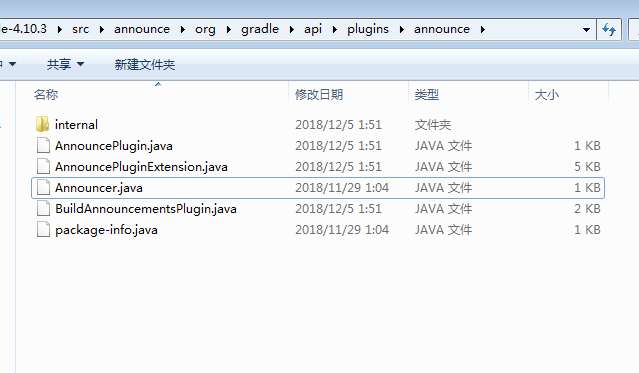 e-4.10.3 ▸ src ▸ announce ▸ org ▸ gradle ▸ api ▸ plugins ▸ announce ▸
共享 新建文件夹
名称 修改日期 类型 大小
internal 2018/12/5 1:51 文件夹
AnnouncePlugin.java 2018/12/5 1:51 JAVA 文件 1 KB
AnnouncePluginExtension.java 2018/12/5 1:51 JAVA 文件 5 KB
Announcer.java 2018/11/29 1:04 JAVA 文件 1 KB
BuildAnnouncementsPlugin.java 2018/12/5 1:51 JAVA 文件 2 KB
package-info.java 2018/11/29 1:04 JAVA 文件 1 KB